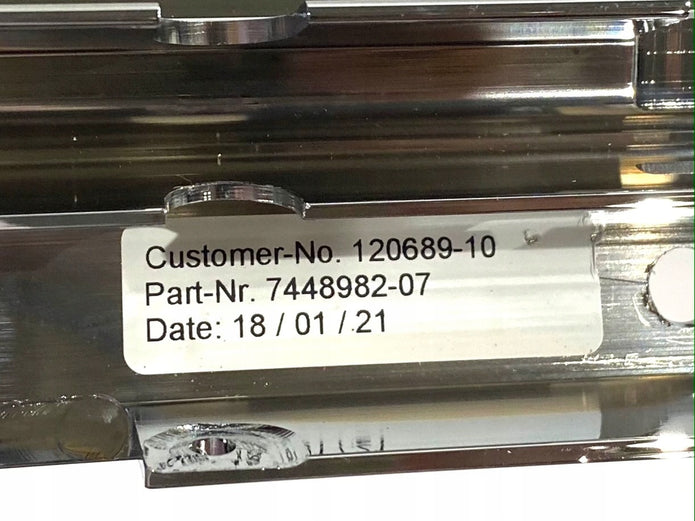 Customer-No. 120689-10
Part-Nr. 7448982-07
Date: 18 / 01 / 21